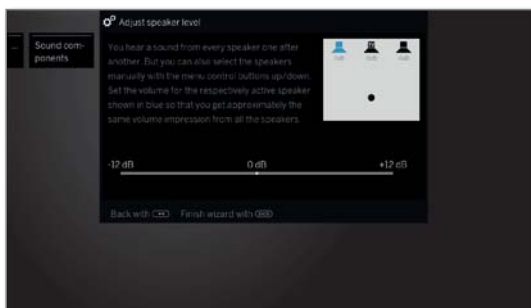 Adjust speaker level
... Sound com-
ponents
You hear a sound from every speaker one after
another. But you can also select the speakers
manually with the menu control buttons up/down.
Set the volume for the respectively active speaker
shown in blue so that you get approximately the
same volume impression from all the speakers.
0dB 0dB 0dB
-12 dB 0 dB +12 dB
Back with Finish wizard with